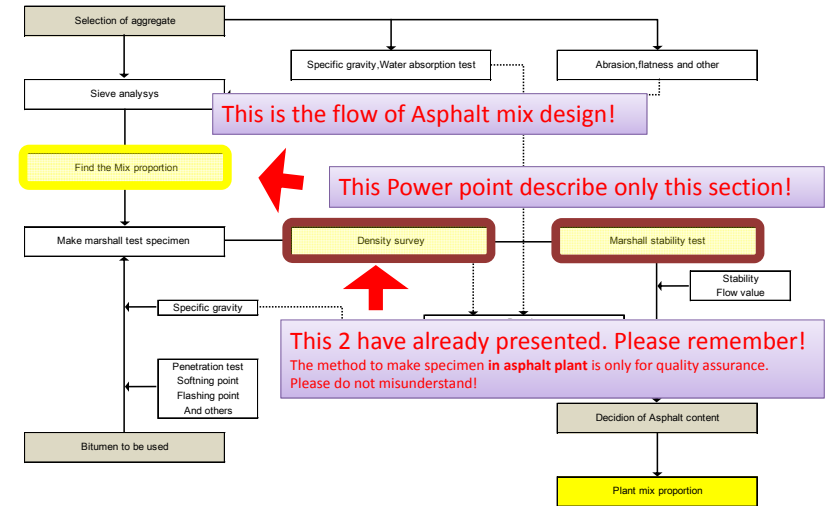 Selection of aggregate
Specific gravity,Water absorption test
Abrasion,flatness and other
Sieve analysys
This is the flow of Asphalt mix design!
Find the Mix proportion
This Power point describe only this section!
Make marshall test specimen
Density survey
Marshall stability test
Stability
Flow value
Specific gravity
This 2 have already presented. Please remember!
The method to make specimen in asphalt plant is only for quality assurance.
Please do not misunderstand!
Penetration test
Softning point
Flashing point
And others
Decidion of Asphalt content
Bitumen to be used
Plant mix proportion